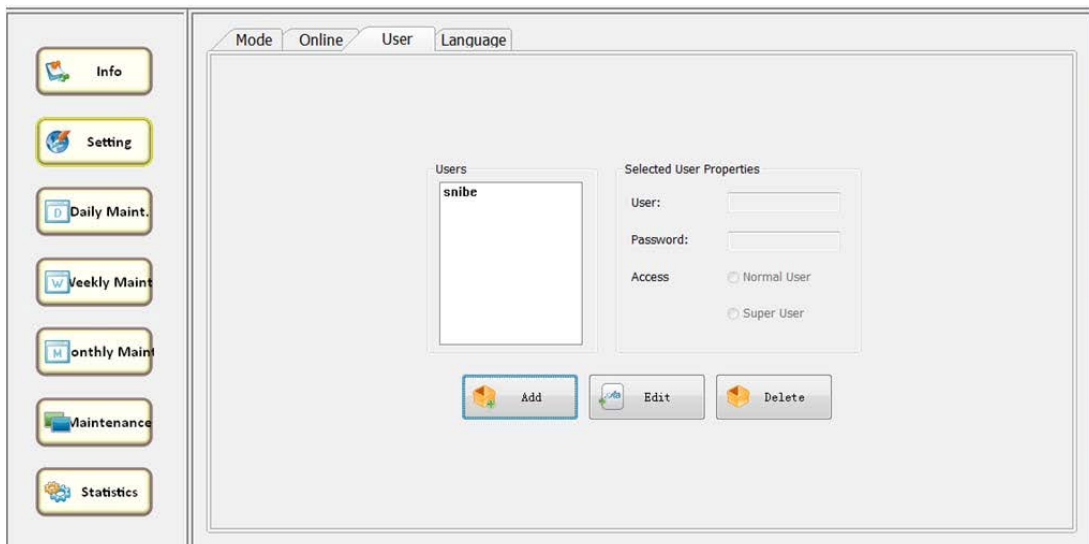 Mode Online User Language
Info
Setting
D Daily Maint.
W Weekly Maint
M onthly Maint
Maintenance
Statistics
Users
snibe
Selected User Properties
User:
Password:
Access
Normal User
Super User
Add Edit Delete